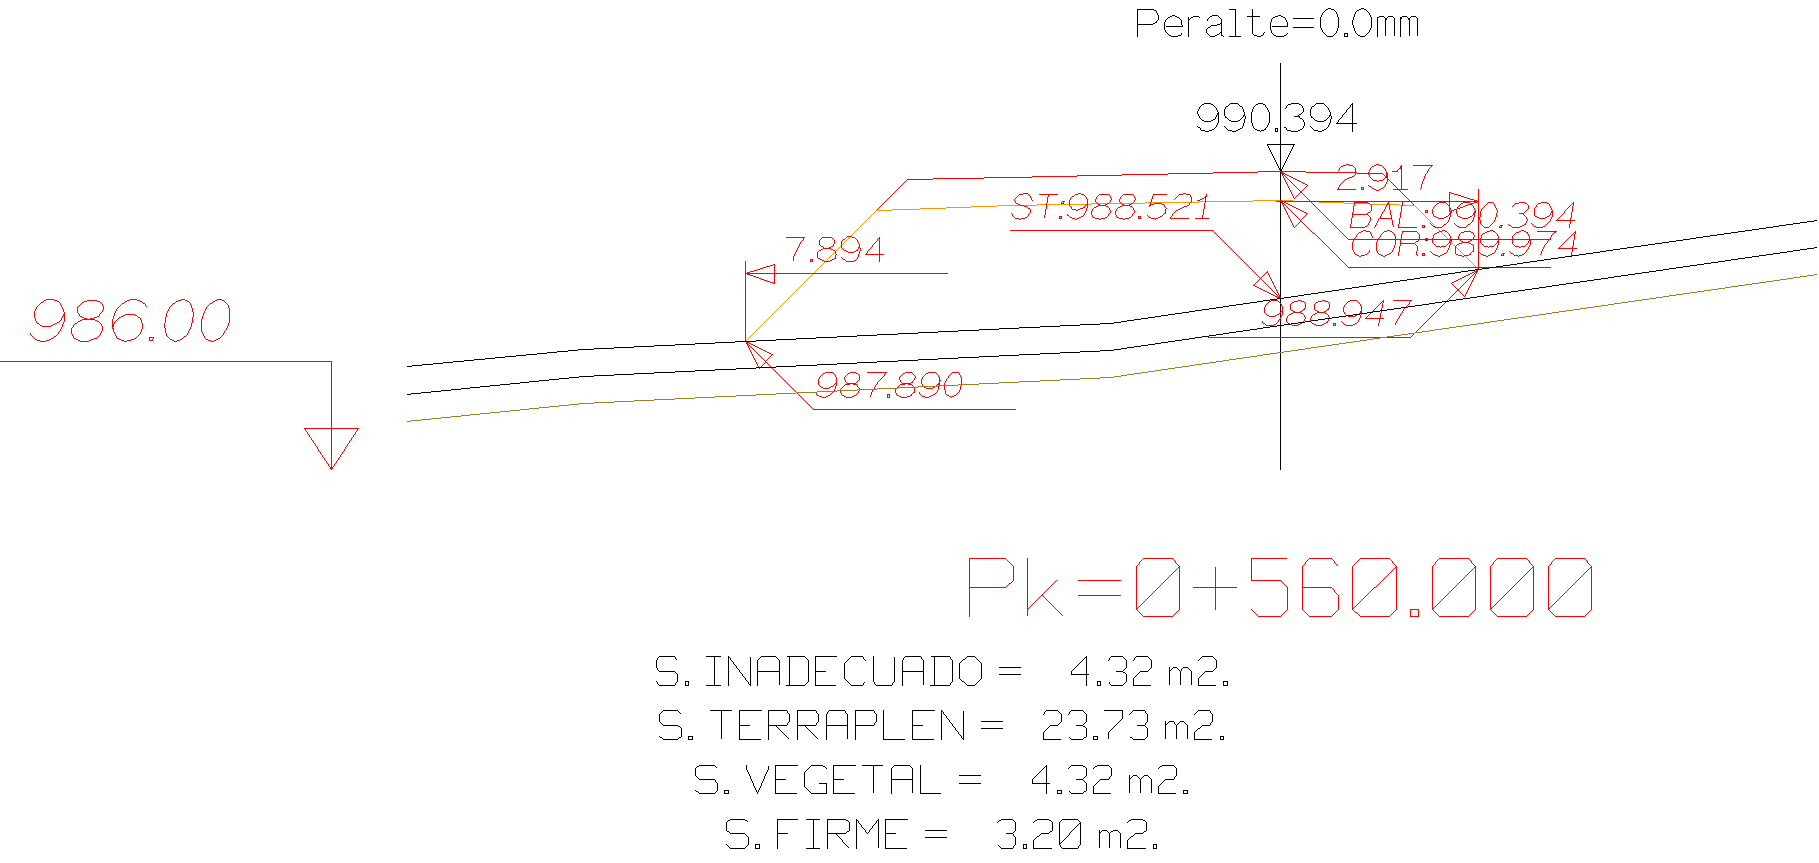 Peralte=0.0mm
990.394
2.917
ST:988.521
BAL:990.394
COR:989.974
7.894
986.00
988.947
987.890
Pk=0+560.000
S. INADECUADO = 4.32 m2.
S. TERRAPLEN = 23.73 m2.
S. VEGETAL = 4.32 m2.
S. FIRME = 3.20 m2.